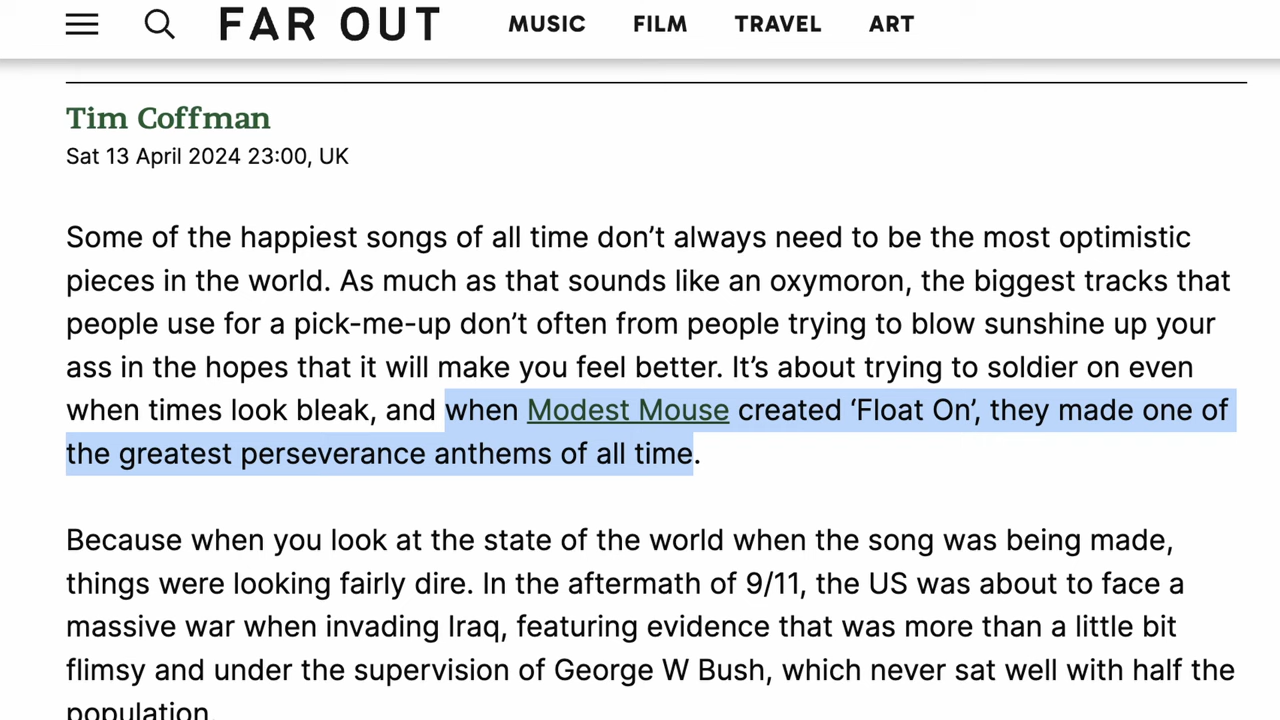 FAR OUT MUSIC FILM TRAVEL ART
Tim Coffman
Sat 13 April 2024 23:00, UK
Some of the happiest songs of all time don’t always need to be the most optimistic
pieces in the world. As much as that sounds like an oxymoron, the biggest tracks that
people use for a pick-me-up don’t often from people trying to blow sunshine up your
ass in the hopes that it will make you feel better. It’s about trying to soldier on even
when times look bleak, and when Modest Mouse created ‘Float On’, they made one of
the greatest perseverance anthems of all time.
Because when you look at the state of the world when the song was being made,
things were looking fairly dire. In the aftermath of 9/11, the US was about to face a
massive war when invading Iraq, featuring evidence that was more than a little bit
flimsy and under the supervision of George W Bush, which never sat well with half the
population.